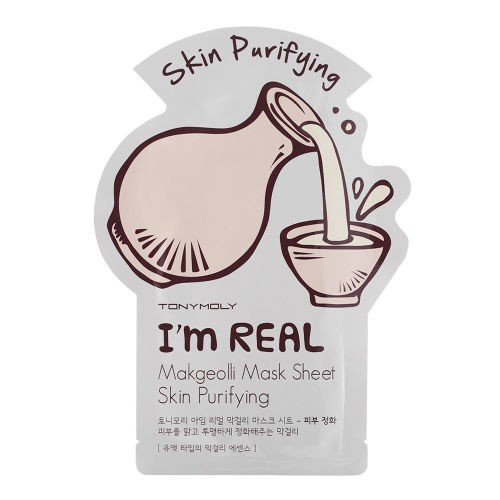 Skin Purifying
TONYMOLY
I'm REAL
Makgeolli Mask Sheet
Skin Purifying
토니모리 아임 리얼 막걸리 마스크 시트 – 피부 정화
피부를 맑고 투명하게 정화해주는 막걸리
[ 유액 타입의 막걸리 에센스 ]